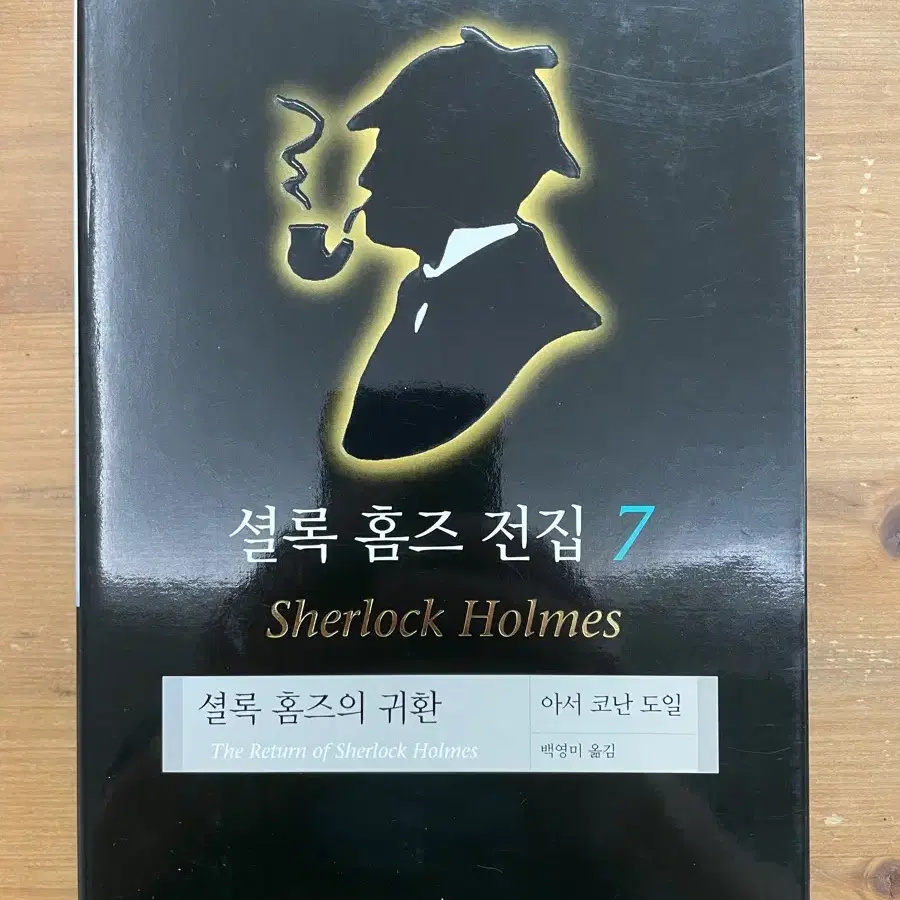 셜록 홈즈 전집 7
Sherlock Holmes
셜록 홈즈의 귀환
The Return of Sherlock Holmes
아서 코난 도일
백영미 옮김